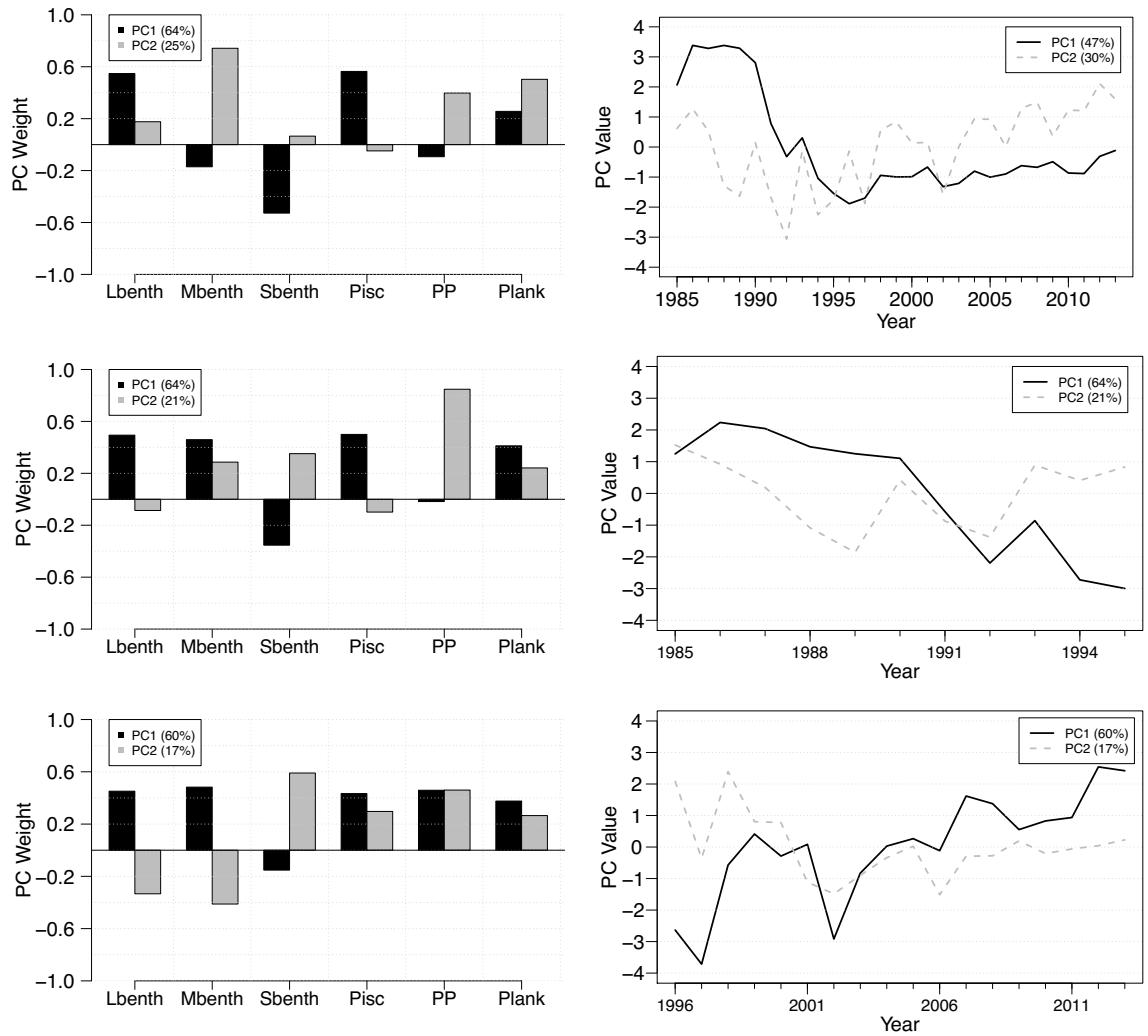 1.0
0.6
0.2
−0.2
−0.6
−1.0
PC Weight
PC1 (64%)
PC2 (25%)
Lbenth Mbenth Sbenth Pisc PP Plank
4
3
2
1
0
−1
−2
−3
−4
PC Value
PC1 (47%)
PC2 (30%)
1985 1990 1995 2000 2005 2010
Year
1.0
0.6
0.2
−0.2
−0.6
−1.0
PC Weight
PC1 (64%)
PC2 (21%)
Lbenth Mbenth Sbenth Pisc PP Plank
4
3
2
1
0
−1
−2
−3
−4
PC Value
PC1 (64%)
PC2 (21%)
1985 1988 1991 1994
Year
1.0
0.6
0.2
−0.2
−0.6
−1.0
PC Weight
PC1 (60%)
PC2 (17%)
Lbenth Mbenth Sbenth Pisc PP Plank
4
3
2
1
0
−1
−2
−3
−4
PC Value
PC1 (60%)
PC2 (17%)
1996 2001 2006 2011
Year